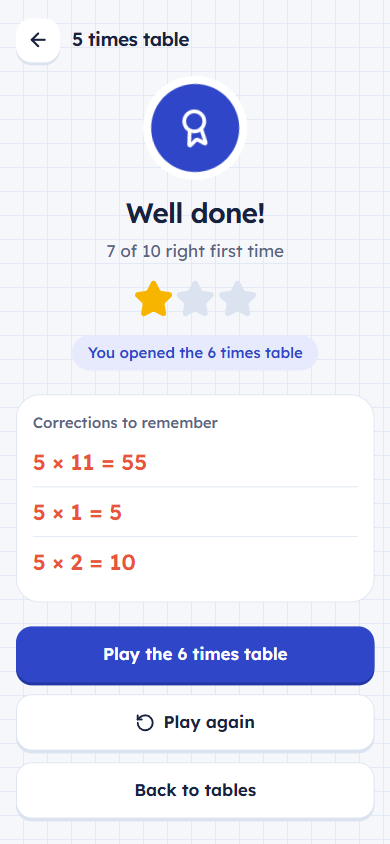 5 times table
Well done!
7 of 10 right first time
You opened the 6 times table
Corrections to remember
5 × 11 = 55
5 × 1 = 5
5 × 2 = 10
Play the 6 times table
Play again
Back to tables